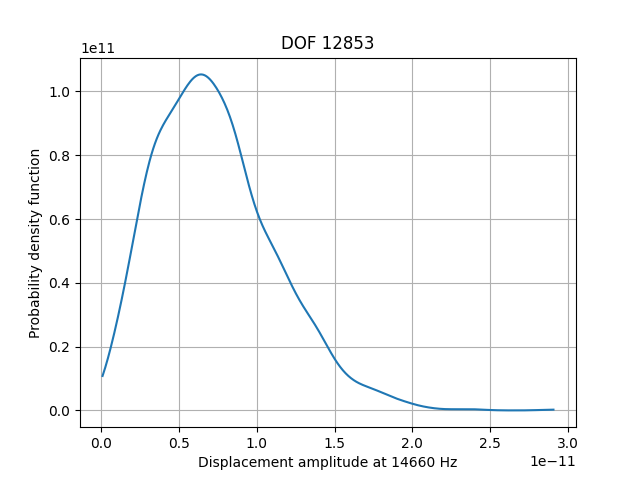 DOF 12853
1e11
1.0
0.8
0.6
0.4
0.2
0.0
Probability density function
0.0 0.5 1.0 1.5 2.0 2.5 3.0
Displacement amplitude at 14660 Hz
1e−11